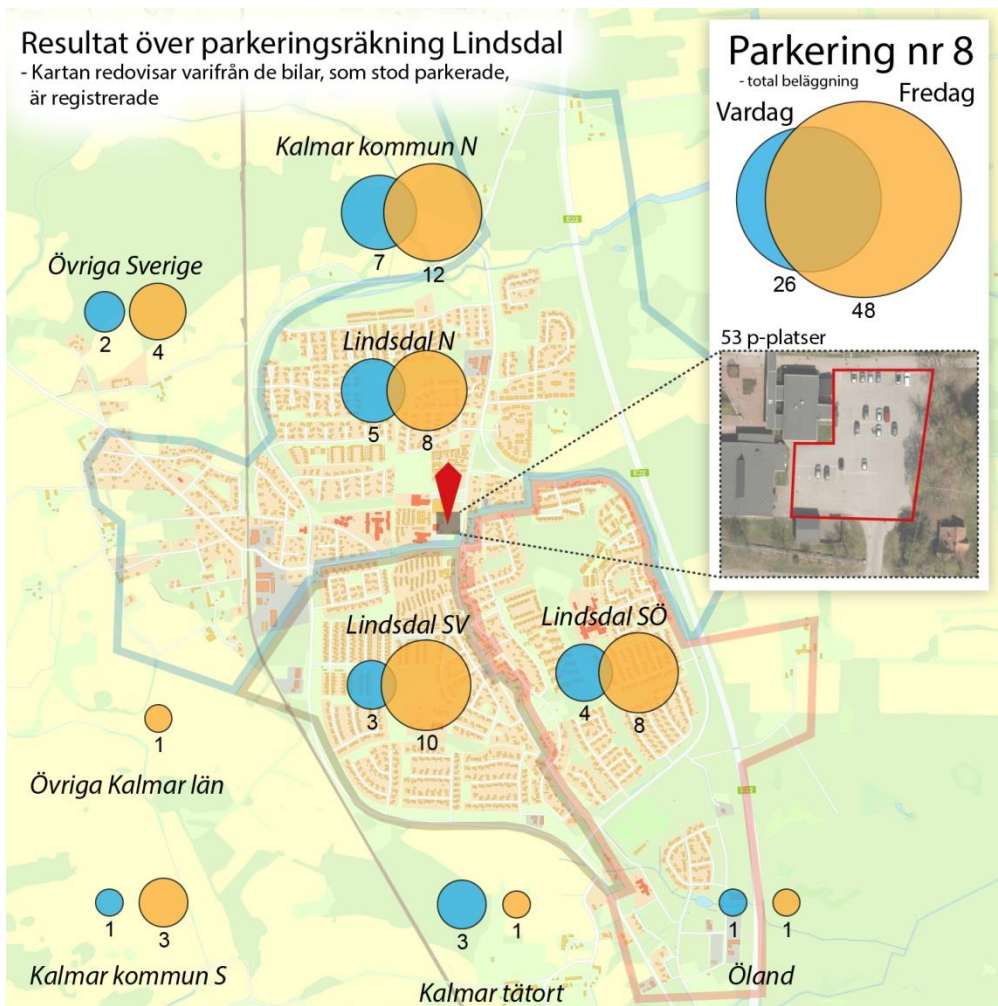 Resultat över parkeringsräkning Lindsdal
- Kartan redovisar varifrån de bilar, som stod parkerade,
är registrerade
Parkering nr 8
- total beläggning
Vardag
Fredag
26
48
53 p-platser
Kalmar kommun N
7
12
Övriga Sverige
2
4
Lindsdal N
5
8
Lindsdal SV
3
10
Lindsdal SÖ
4
8
1
Övriga Kalmar län
1
3
Kalmar kommun S
3
1
Kalmar tätort
1
1
Öland
E22
E22
E22